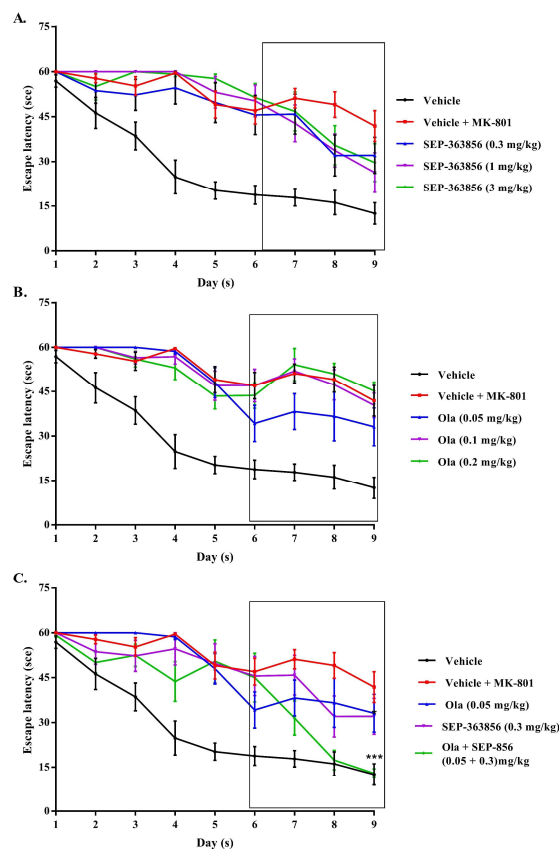 A.
75
60
45
30
15
0
Escape latency (sce)
1 2 3 4 5 6 7 8 9
Day (s)
Vehicle
Vehicle + MK-801
SEP-363856 (0.3 mg/kg)
SEP-363856 (1 mg/kg)
SEP-363856 (3 mg/kg)
B.
75
60
45
30
15
0
Escape latency (sce)
1 2 3 4 5 6 7 8 9
Day (s)
Vehicle
Vehicle + MK-801
Ola (0.05 mg/kg)
Ola (0.1 mg/kg)
Ola (0.2 mg/kg)
C.
75
60
45
30
15
0
Escape latency (sce)
1 2 3 4 5 6 7 8 9
Day (s)
***
Vehicle
Vehicle + MK-801
Ola (0.05 mg/kg)
SEP-363856 (0.3 mg/kg)
Ola + SEP-856
(0.05 + 0.3)mg/kg